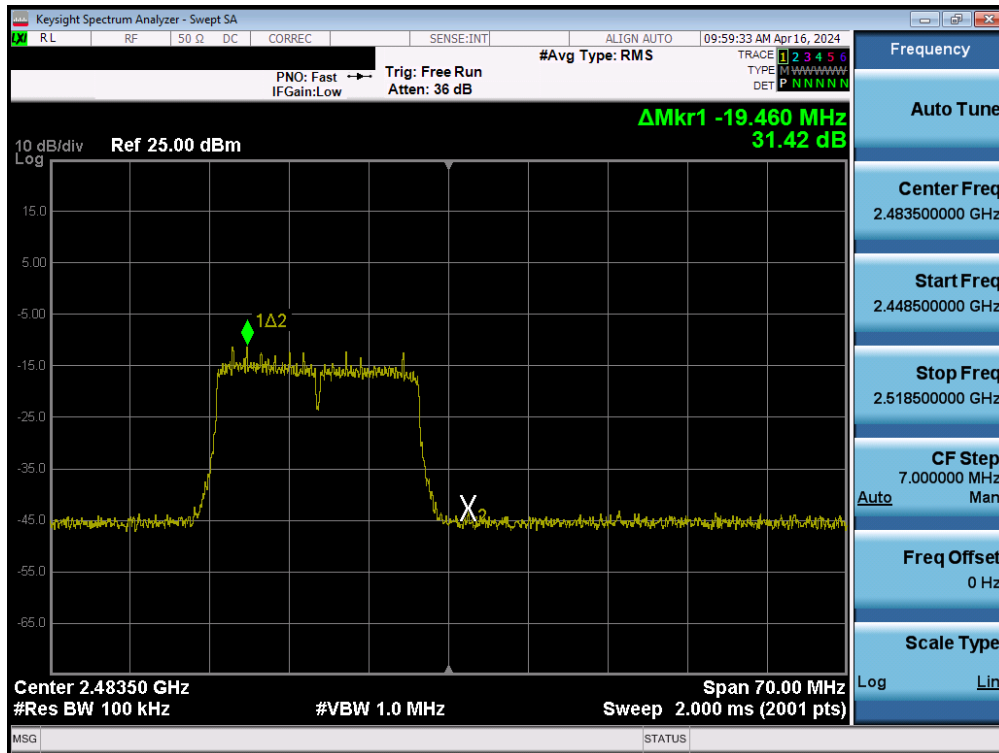 Keysight Spectrum Analyzer - Swept SA
LXI RL RF 50 Ω DC CORREC SENSE:INT ALIGN AUTO 09:59:33 AM Apr 16, 2024
#Avg Type: RMS
TRACE 1 2 3 4 5 6
TYPE M WWWWW
DET P N N N N N
PNO: Fast
IFGain:Low
Trig: Free Run
Atten: 36 dB
ΔMkr1 -19.460 MHz
31.42 dB
10 dB/div
Log
Ref 25.00 dBm
15.0
5.00
-5.00
-15.0
-25.0
-35.0
-45.0
-55.0
-65.0
1Δ2
X2
Center 2.48350 GHz
Span 70.00 MHz
#Res BW 100 kHz
#VBW 1.0 MHz
Sweep 2.000 ms (2001 pts)
MSG
STATUS
Frequency
Auto Tune
Center Freq
2.483500000 GHz
Start Freq
2.448500000 GHz
Stop Freq
2.518500000 GHz
CF Step
7.000000 MHz
Auto Man
Freq Offset
0 Hz
Scale Type
Log Lin